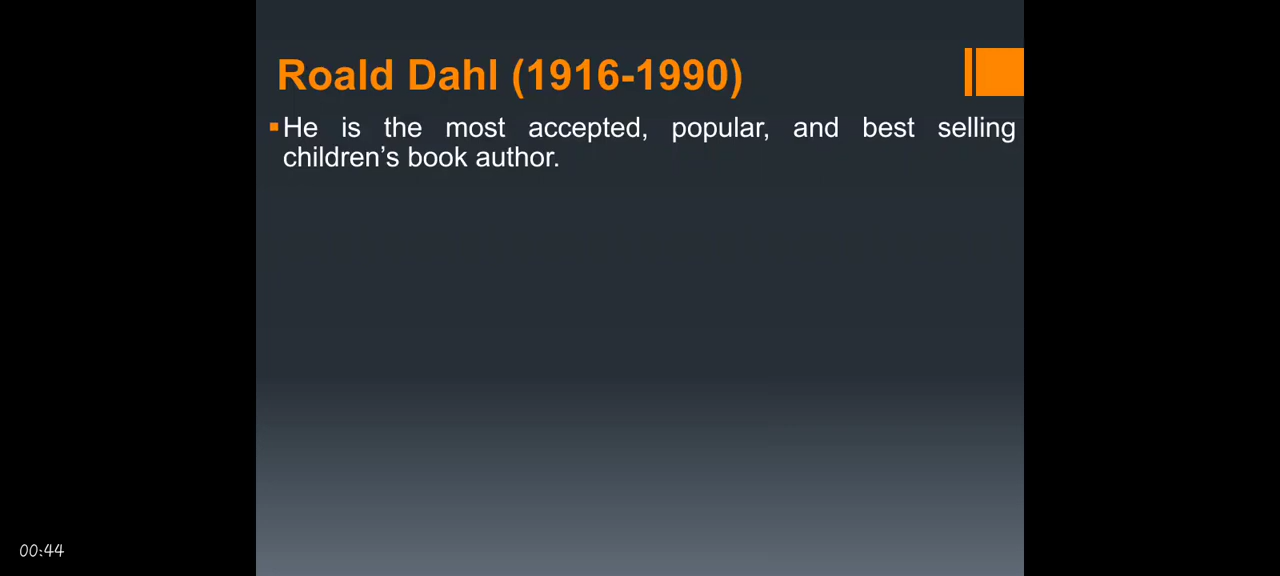 Roald Dahl (1916-1990)
▪He is the most accepted, popular, and best selling
children’s book author.
00:44